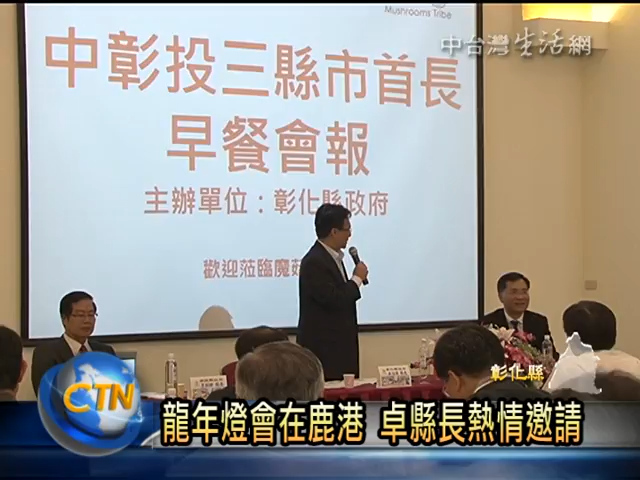 Mushrooms Tribe
中台灣生活網
中彰投三縣市首長
早餐會報
主辦單位：彰化縣政府
歡迎蒞臨魔菇
彰化縣
CTN
龍年燈會在鹿港 卓縣長熱情邀請